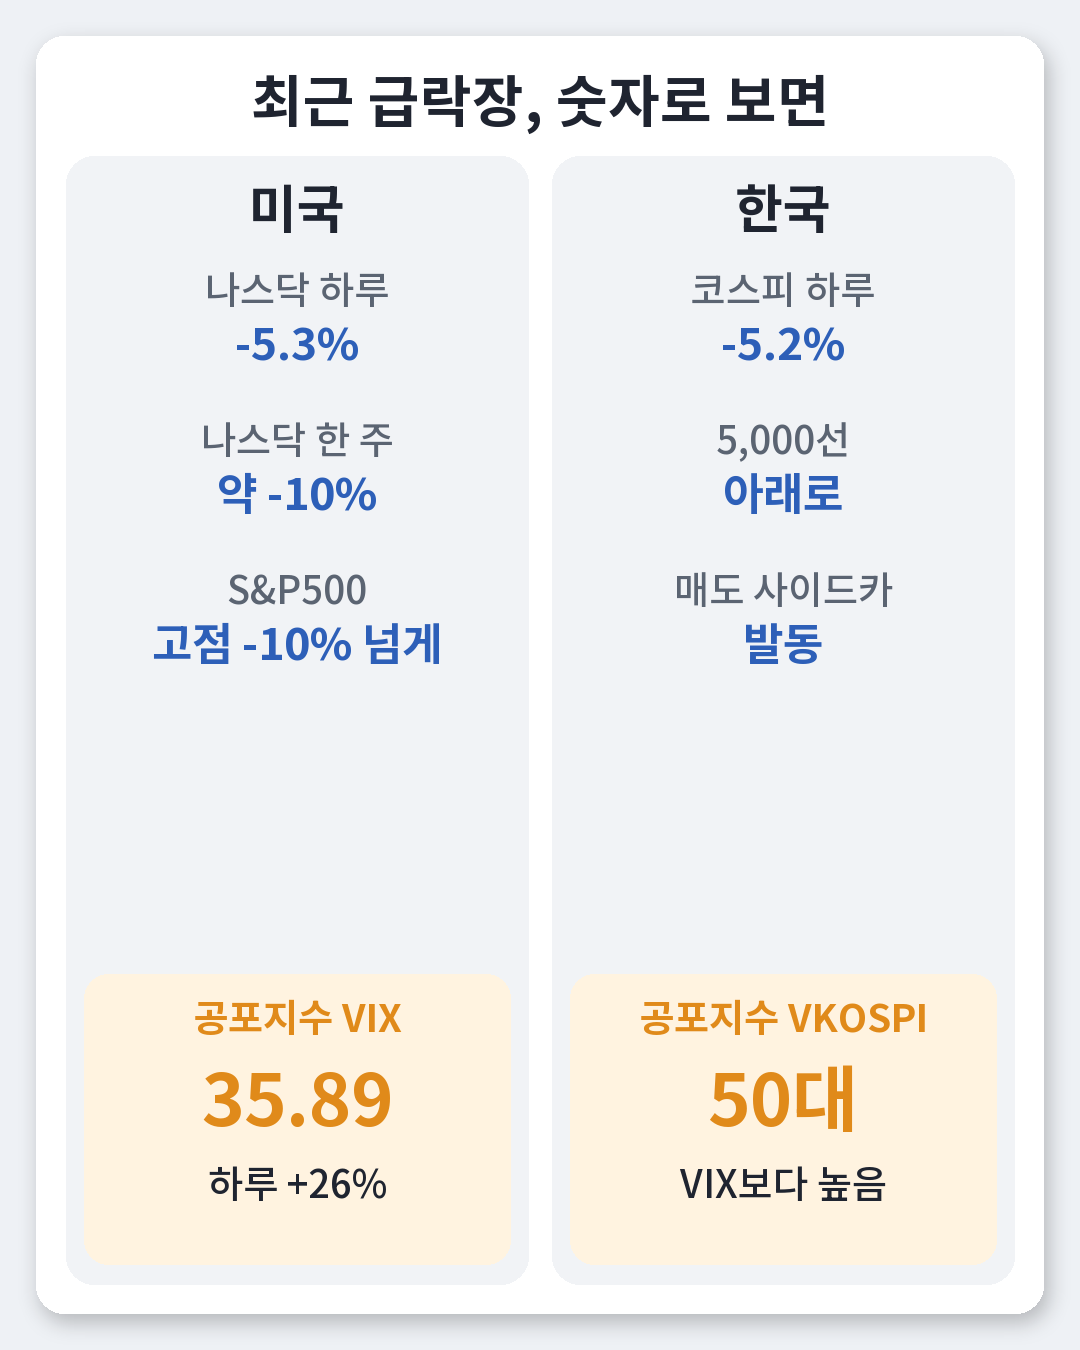 최근 급락장, 숫자로 보면
미국
나스닥 하루
-5.3%
나스닥 한 주
약 -10%
S&P500
고점 -10% 넘게
공포지수 VIX
35.89
하루 +26%
한국
코스피 하루
-5.2%
5,000선
아래로
매도 사이드카
발동
공포지수 VKOSPI
50대
VIX보다 높음